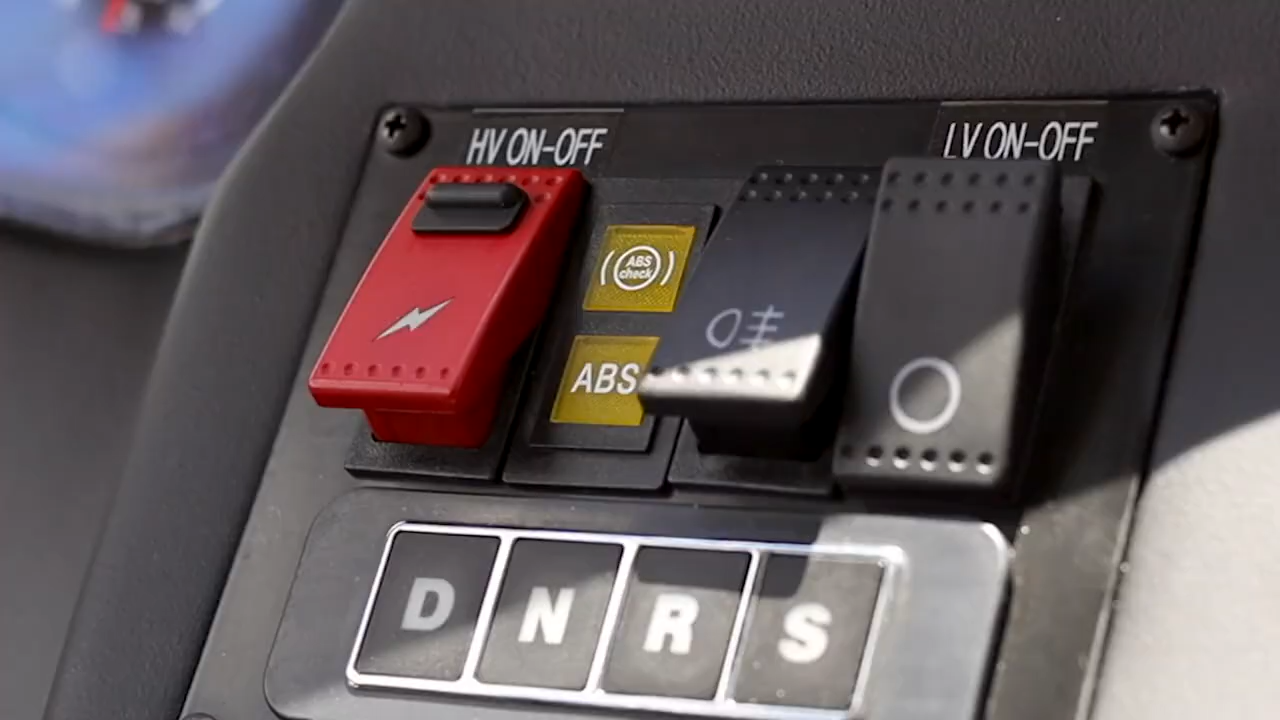 HV ON-OFF
LV ON-OFF
ABS
check
ABS
D N R S